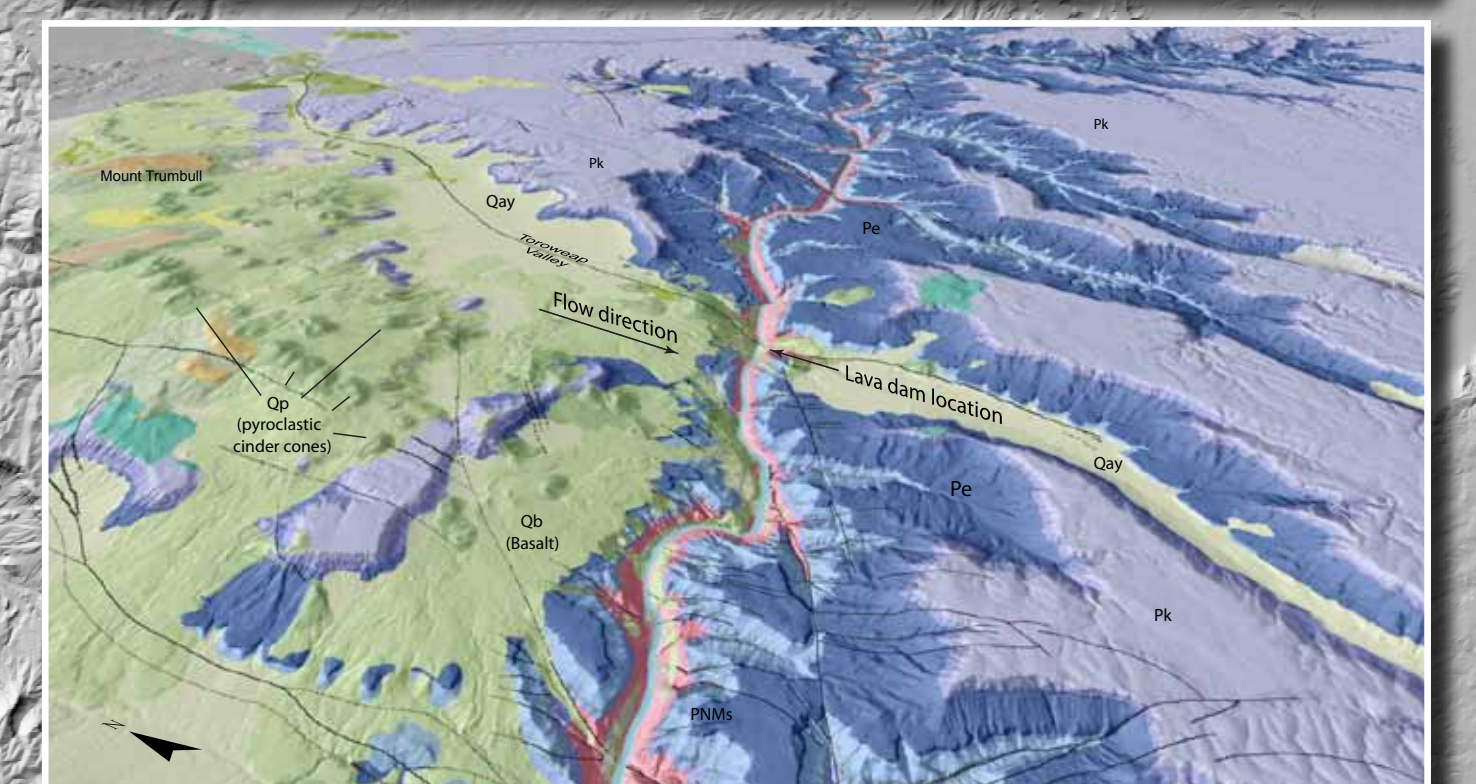 Pk
Mount Trumbull
Pk
Qay
Pe
Toroweap
Valley
Flow direction
Lava dam location
Qp
(pyroclastic
cinder cones)
Qay
Pe
Qb
(Basalt)
Pk
PNMs
N